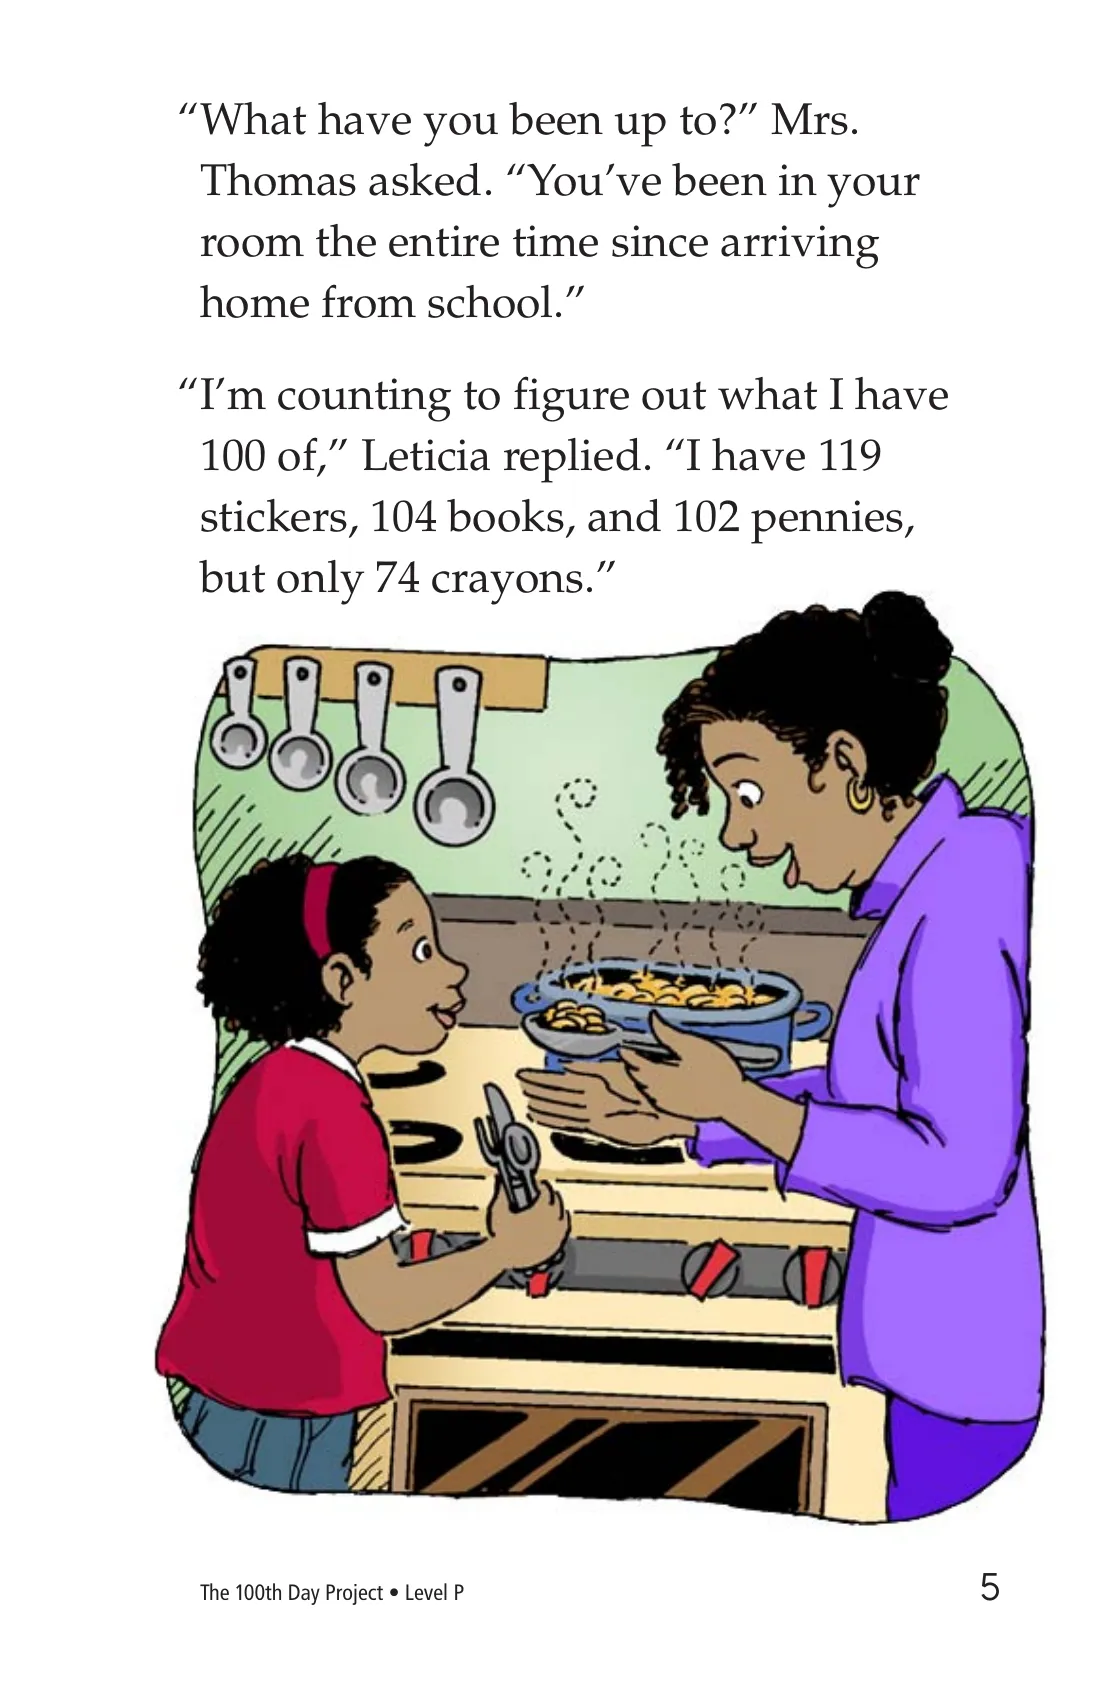 “What have you been up to?” Mrs.
Thomas asked. “You’ve been in your
room the entire time since arriving
home from school.”
“I’m counting to figure out what I have
100 of,” Leticia replied. “I have 119
stickers, 104 books, and 102 pennies,
but only 74 crayons.”
The 100th Day Project • Level P
5